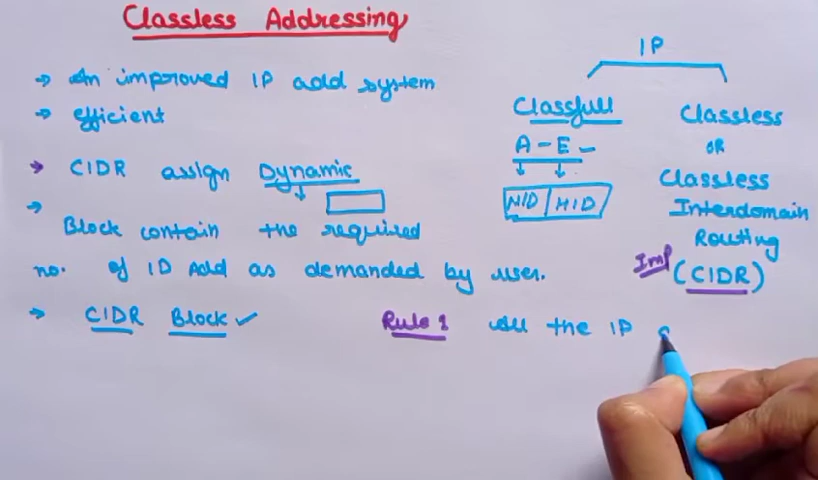 Classless Addressing
→ An improved IP add system
→ efficient
→ CIDR assign Dynamic
→
Block contain the required
no. of ID Add as demanded by user.
→ CIDR Block ✓
IP
Classfull
A - E -
NID | HID
Classless
OR
Classless
Interdomain
Routing
Imp (CIDR)
Rule 1 All the IP a